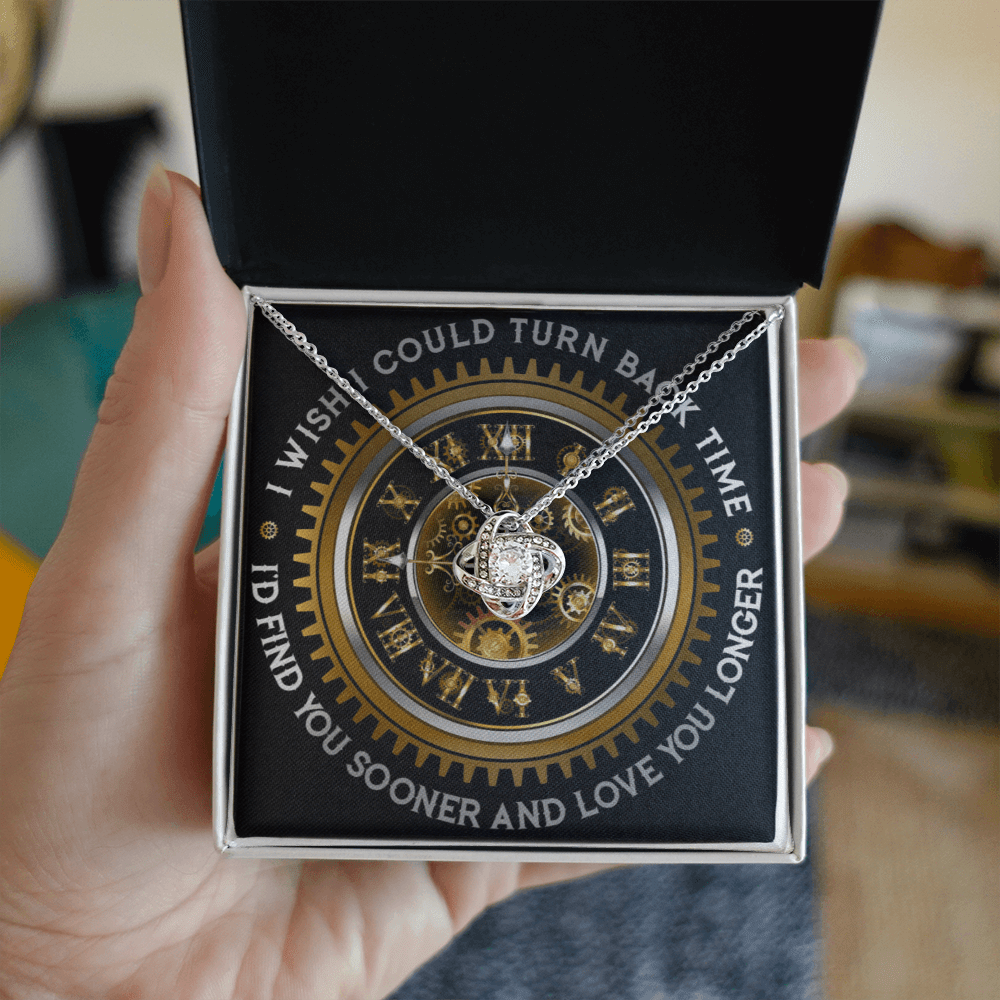 I WISH I COULD TURN BACK TIME
I'D FIND YOU SOONER AND LOVE YOU LONGER
XII
I
II
III
IV
V
VI
VII
VIII
IX
X
XI